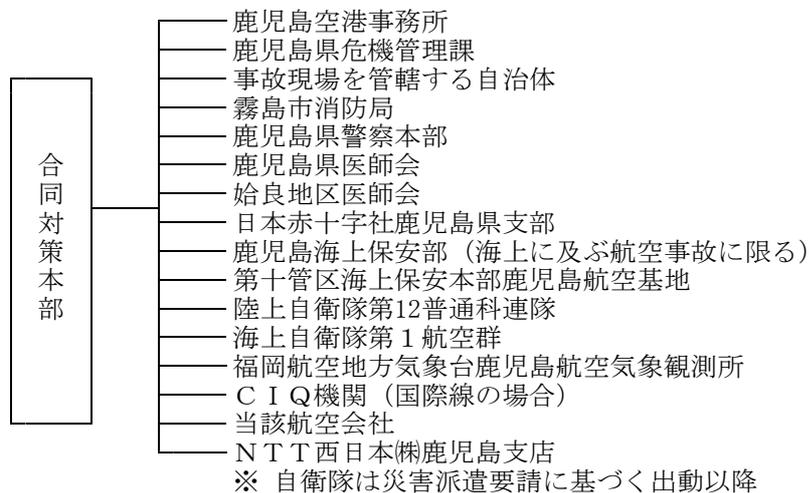 合同対策本部
鹿児島空港事務所
鹿児島県危機管理課
事故現場を管轄する自治体
霧島市消防局
鹿児島県警察本部
鹿児島県医師会
姶良地区医師会
日本赤十字社鹿児島県支部
鹿児島海上保安部（海上に及ぶ航空事故に限る）
第十管区海上保安本部鹿児島航空基地
陸上自衛隊第12普通科連隊
海上自衛隊第１航空群
福岡航空地方気象台鹿児島航空気象観測所
ＣＩＱ機関（国際線の場合）
当該航空会社
ＮＴＴ西日本㈱鹿児島支店
※ 自衛隊は災害派遣要請に基づく出動以降